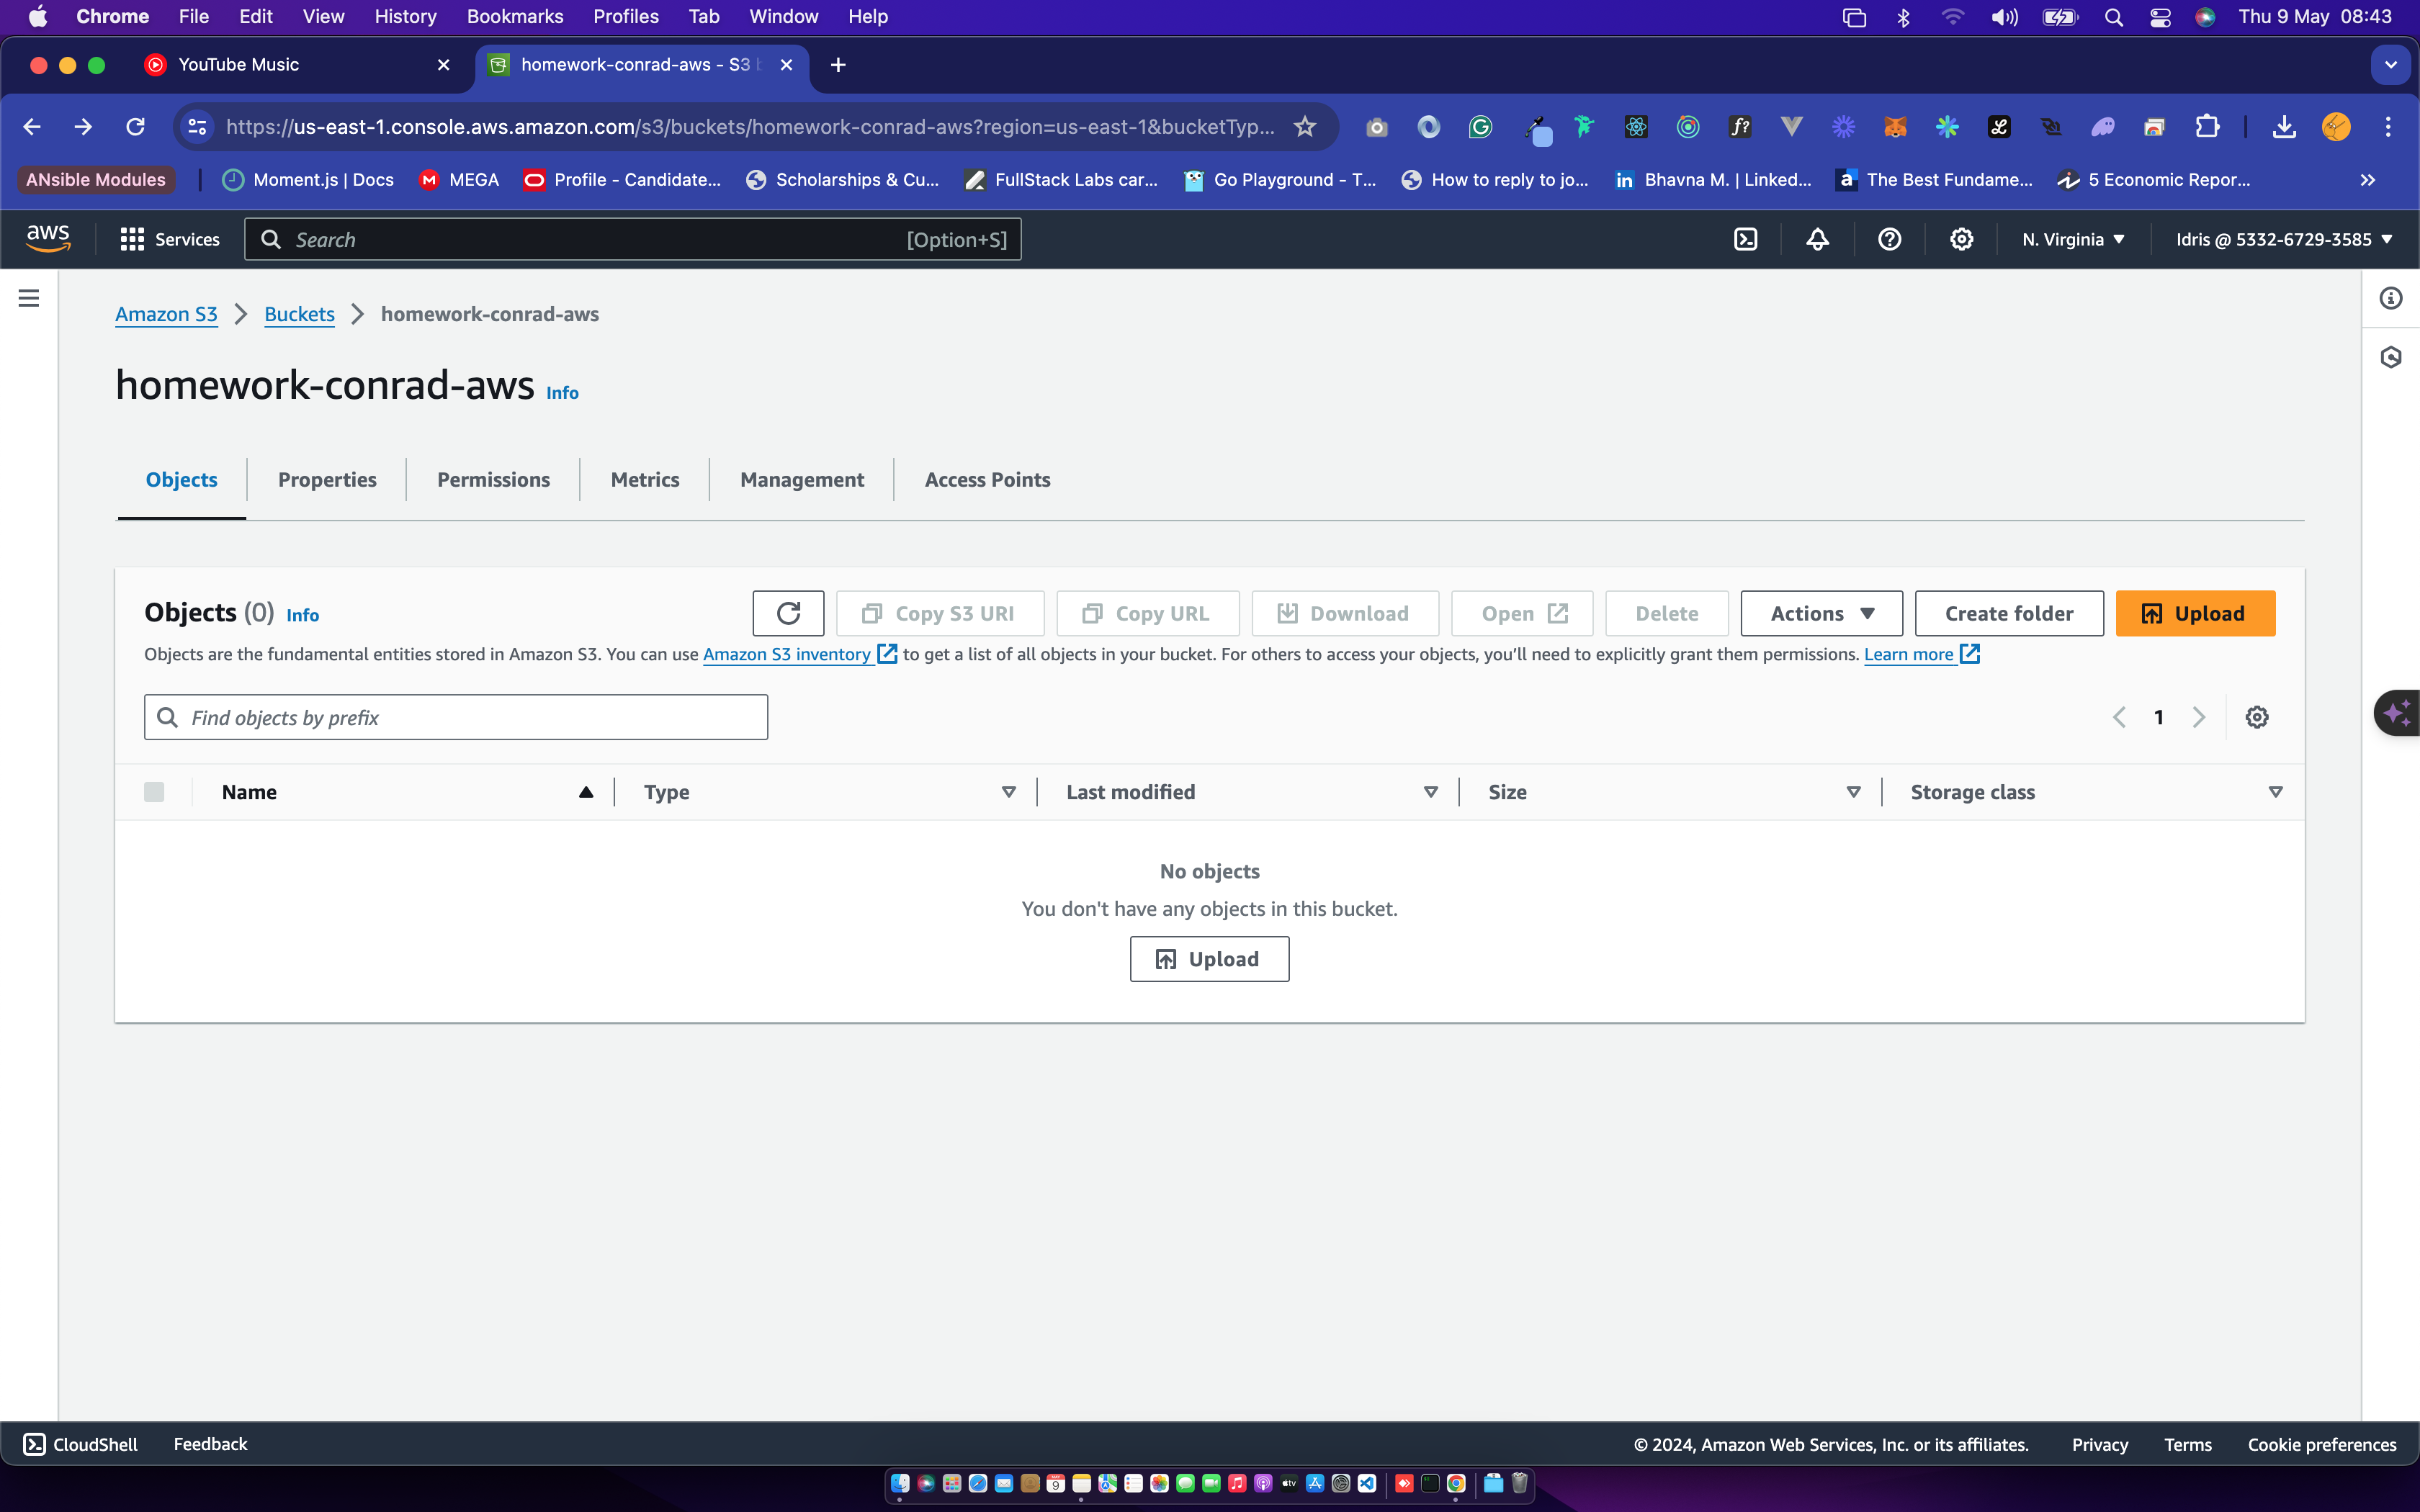 Chrome File Edit View History Bookmarks Profiles Tab Window Help Thu 9 May 08:43
YouTube Music homework-conrad-aws - S3 b
https://us-east-1.console.aws.amazon.com/s3/buckets/homework-conrad-aws?region=us-east-1&bucketTyp...
ANsible Modules Moment.js | Docs MEGA Profile - Candidate... Scholarships & Cu... FullStack Labs car... Go Playground - T... How to reply to jo... Bhavna M. | Linked... The Best Fundame... 5 Economic Repor...
aws Services Search [Option+S] N. Virginia Idris @ 5332-6729-3585
Amazon S3 Buckets homework-conrad-aws
homework-conrad-aws Info
Objects Properties Permissions Metrics Management Access Points
Objects (0) Info Copy S3 URI Copy URL Download Open Delete Actions Create folder Upload
Objects are the fundamental entities stored in Amazon S3. You can use Amazon S3 inventory to get a list of all objects in your bucket. For others to access your objects, you'll need to explicitly grant them permissions. Learn more
Find objects by prefix 1
Name Type Last modified Size Storage class
No objects
You don't have any objects in this bucket.
Upload
CloudShell Feedback © 2024, Amazon Web Services, Inc. or its affiliates. Privacy Terms Cookie preferences